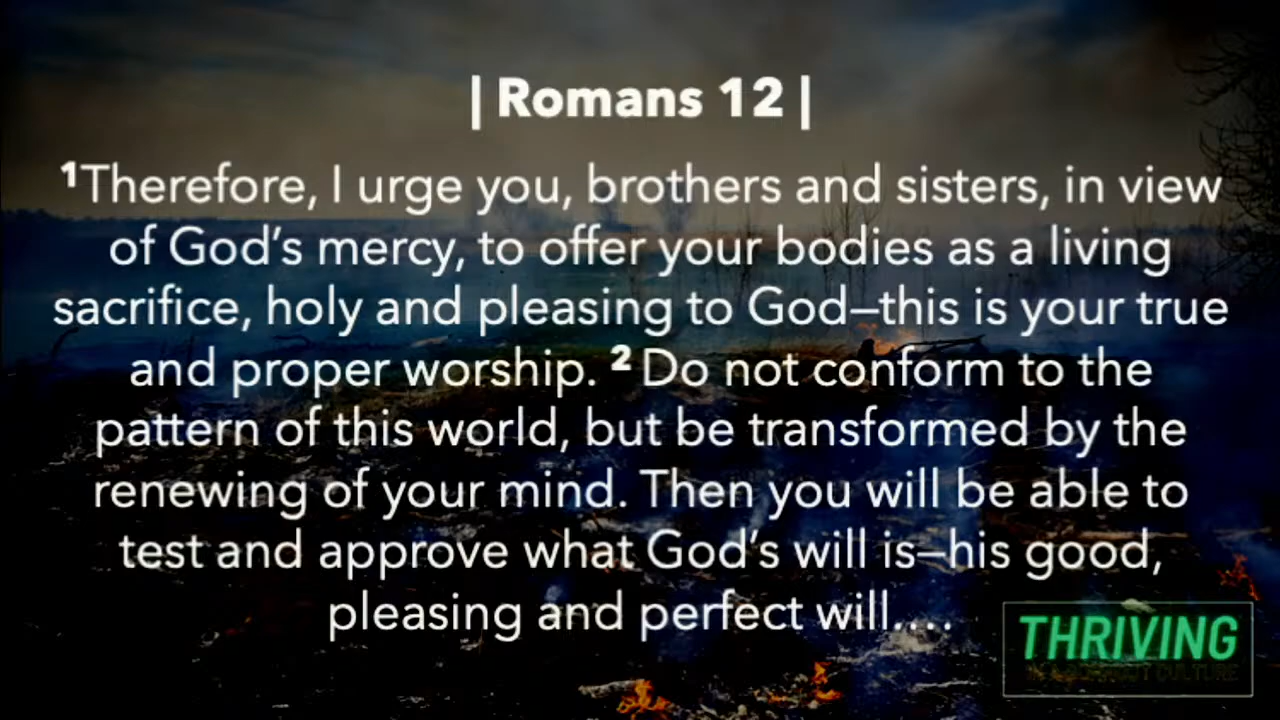 | Romans 12 |
¹Therefore, I urge you, brothers and sisters, in view
of God’s mercy, to offer your bodies as a living
sacrifice, holy and pleasing to God—this is your true
and proper worship. ² Do not conform to the
pattern of this world, but be transformed by the
renewing of your mind. Then you will be able to
test and approve what God’s will is—his good,
pleasing and perfect will....
THRIVING
CULTURE